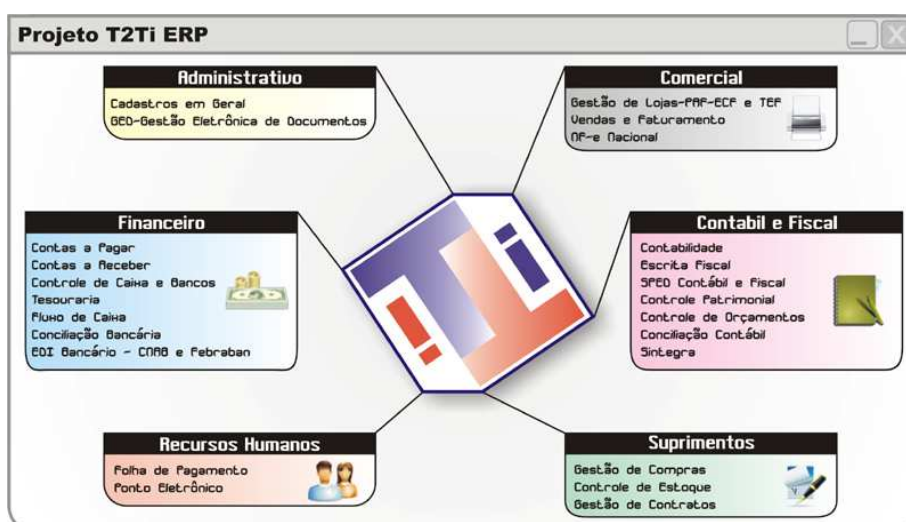 Projeto T2Ti ERP
Administrativo
Cadastros em Geral
GED-Gestão Eletrônica de Documentos
Comercial
Gestão de Lojas-PAF-ECF e TEF
Vendas e Faturamento
NF-e Nacional
Financeiro
Contas a Pagar
Contas a Receber
Controle de Caixa e Bancos
Tesouraria
Fluxo de Caixa
Conciliação Bancária
EDI Bancário - CNAB e Febraban
Contabil e Fiscal
Contabilidade
Escrita Fiscal
SPED Contábil e Fiscal
Controle Patrimonial
Controle de Orçamentos
Conciliação Contábil
Sintegra
Recursos Humanos
Folha de Pagamento
Ponto Eletrônico
Suprimentos
Gestão de Compras
Controle de Estoque
Gestão de Contratos